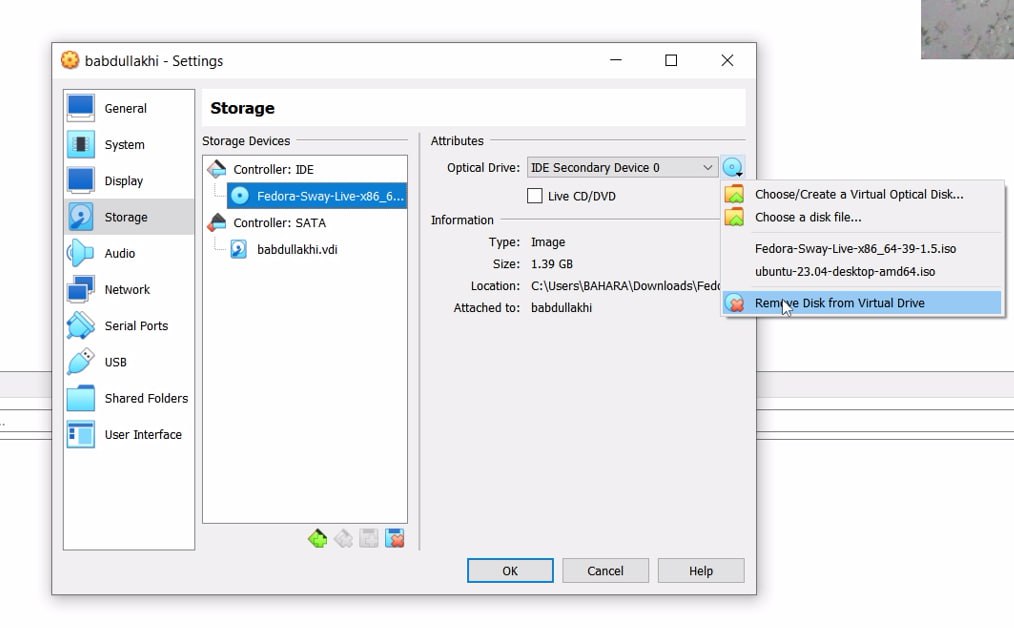 babdullakhi - Settings
General
System
Display
Storage
Audio
Network
Serial Ports
USB
Shared Folders
User Interface
Storage
Storage Devices
Controller: IDE
Fedora-Sway-Live-x86_6...
Controller: SATA
babdullakhi.vdi
Attributes
Optical Drive: IDE Secondary Device 0
Live CD/DVD
Information
Type: Image
Size: 1.39 GB
Location: C:\Users\BAHARA\Downloads\Fedo
Attached to: babdullakhi
Choose/Create a Virtual Optical Disk...
Choose a disk file...
Fedora-Sway-Live-x86_64-39-1.5.iso
ubuntu-23.04-desktop-amd64.iso
Remove Disk from Virtual Drive
OK Cancel Help